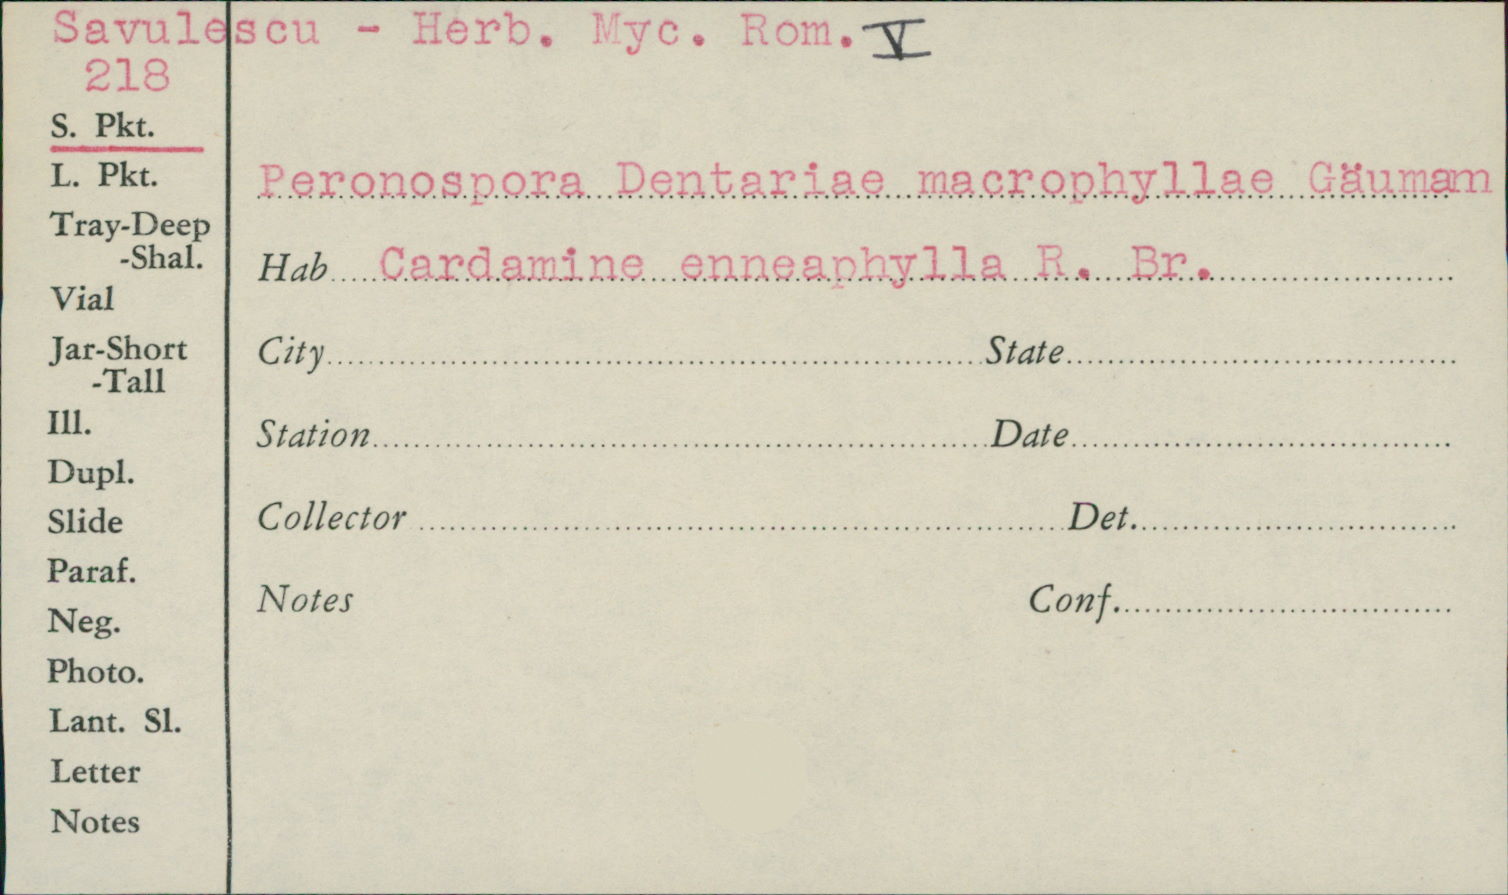 Savulescu - Herb. Myc. Rom. V
218
S. Pkt.
L. Pkt.
Peronospora Dentariae macrophyllae Gäumam
Tray-Deep
-Shal.
Hab Cardamine enneaphylla R. Br.
Vial
Jar-Short
-Tall
City State
Ill.
Station Date
Dupl.
Slide
Collector Det.
Paraf.
Neg.
Notes Conf.
Photo.
Lant. Sl.
Letter
Notes